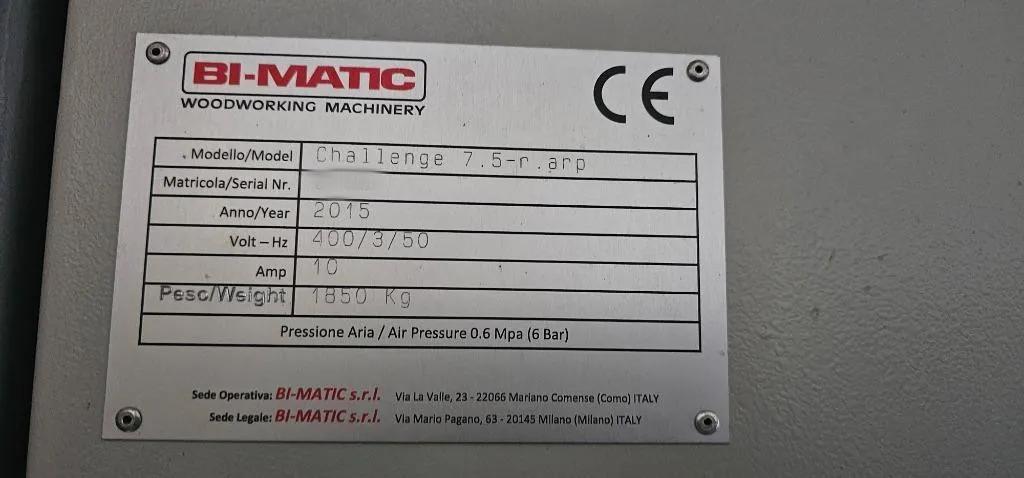 BI-MATIC
WOODWORKING MACHINERY
CE
Modello/Model Challenge 7.5-r.arp
Matricola/Serial Nr.
Anno/Year 2015
Volt – Hz 400/3/50
Amp 10
Peso/Weight 1850 Kg
Pressione Aria / Air Pressure 0.6 Mpa (6 Bar)
Sede Operativa: BI-MATIC s.r.l. Via La Valle, 23 - 22066 Mariano Comense (Como) ITALY
Sede Legale: BI-MATIC s.r.l. Via Mario Pagano, 63 - 20145 Milano (Milano) ITALY